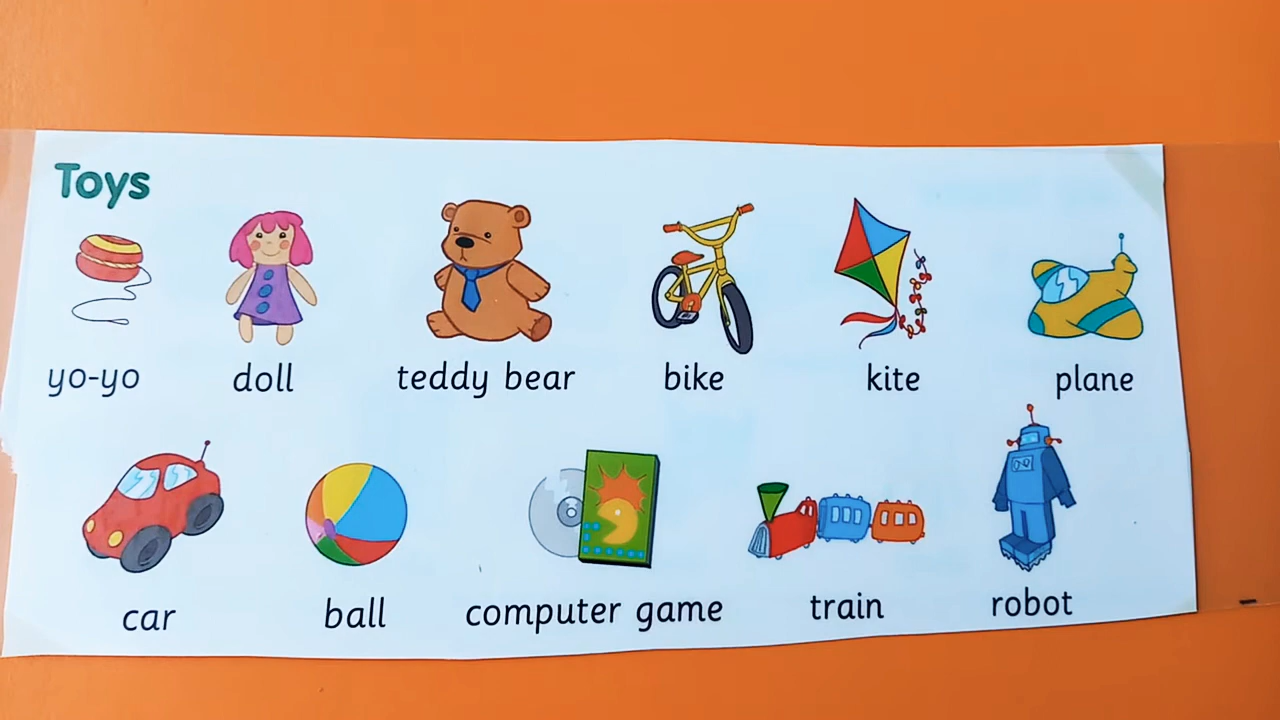 Toys
yo-yo doll teddy bear bike kite plane
car ball computer game train robot